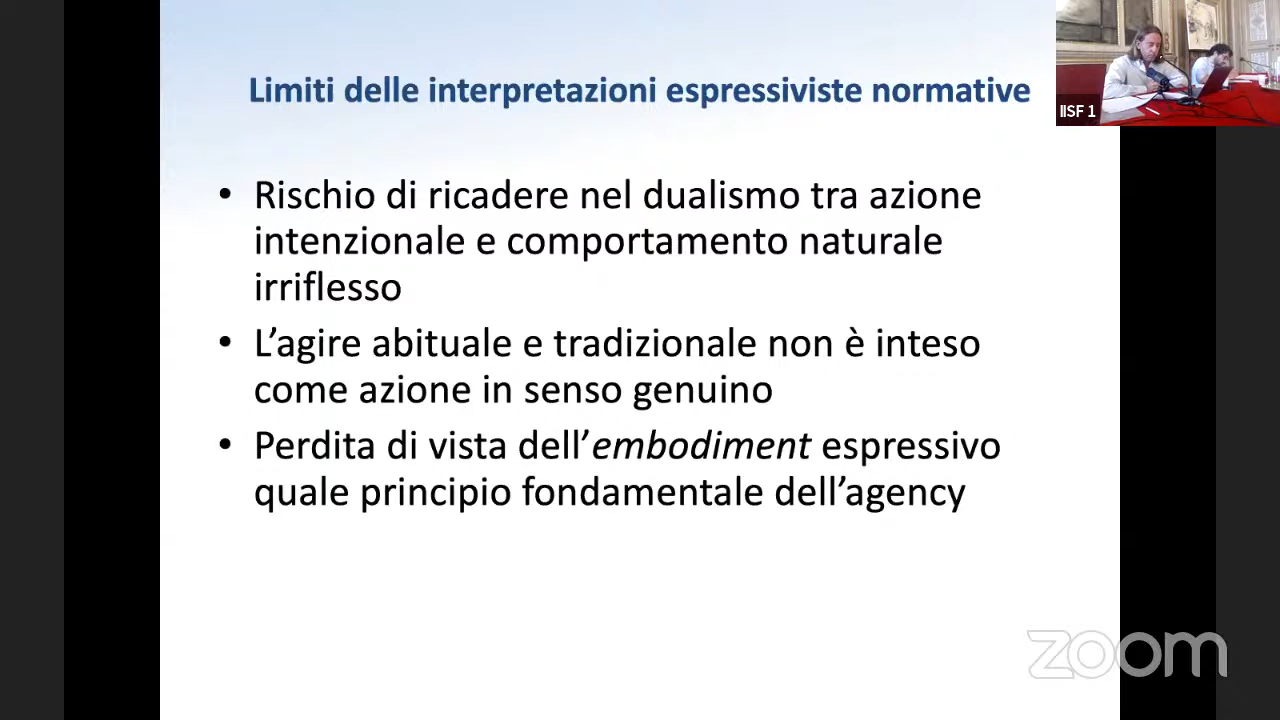 Limiti delle interpretazioni espressiviste normative
IISF 1
• Rischio di ricadere nel dualismo tra azione
intenzionale e comportamento naturale
irriflesso
• L’agire abituale e tradizionale non è inteso
come azione in senso genuino
• Perdita di vista dell’embodiment espressivo
quale principio fondamentale dell’agency
zoom